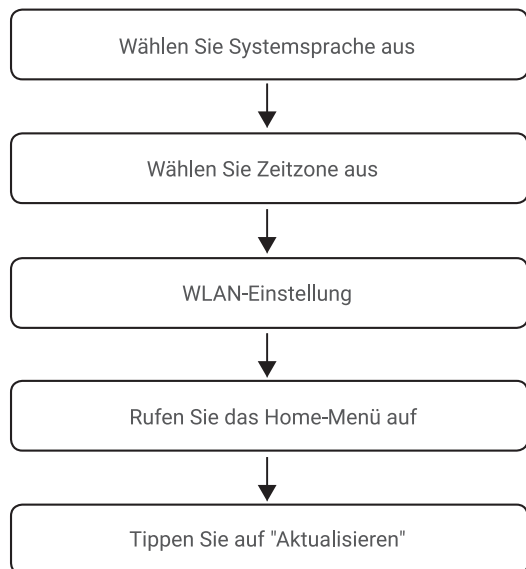 Wählen Sie Systemsprache aus
Wählen Sie Zeitzone aus
WLAN-Einstellung
Rufen Sie das Home-Menü auf
Tippen Sie auf "Aktualisieren"